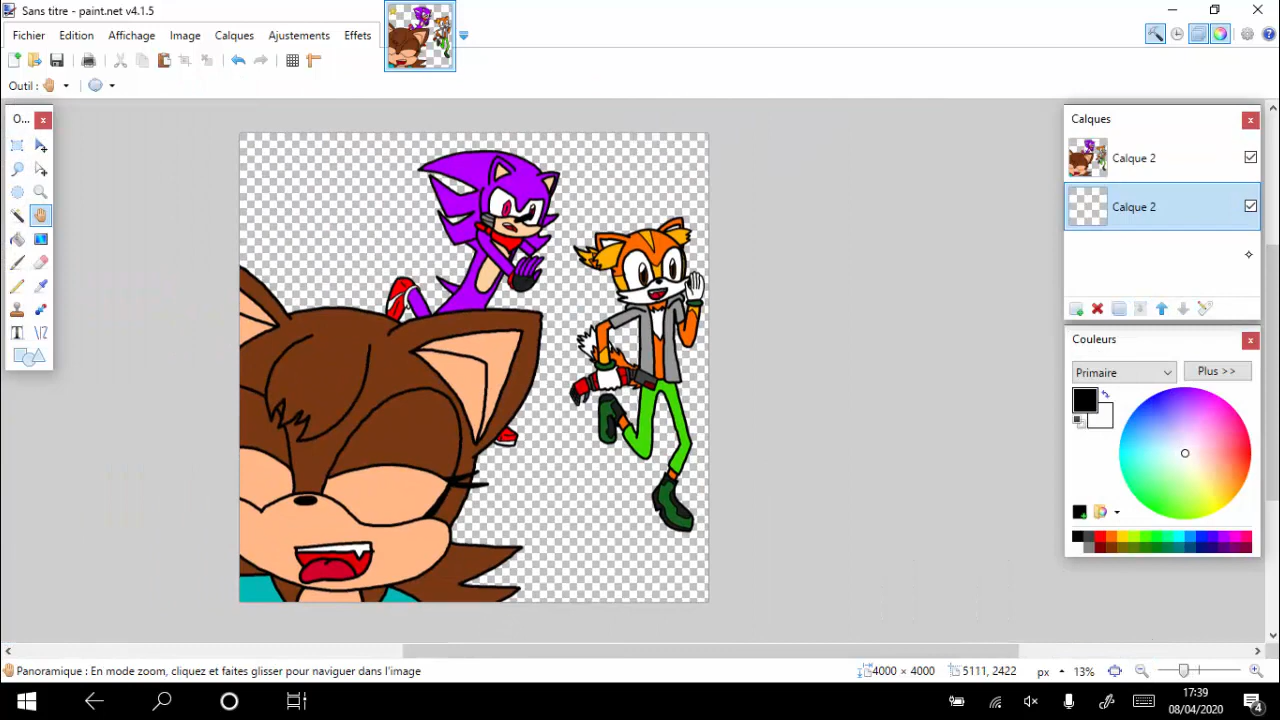 Sans titre - paint.net v4.1.5
Fichier Edition Affichage Image Calques Ajustements Effets
Outil :
O...
Calques
Calque 2
Calque 2
Couleurs
Primaire Plus >>
Panoramique : En mode zoom, cliquez et faites glisser pour naviguer dans l'image 4000 × 4000 5111, 2422 px 13%
17:39
08/04/2020
4